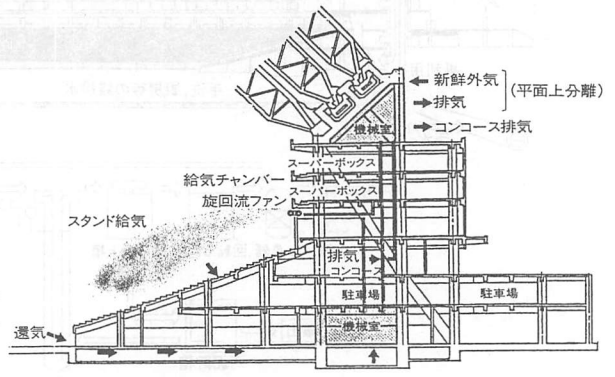 新鮮外気
排気
(平面上分離)
コンコース排気
機械室
スーパーボックス
給気チャンバー
旋回流ファン
スーパーボックス
スタンド給気
排気
コンコース
駐車場
駐車場
還気
機械室